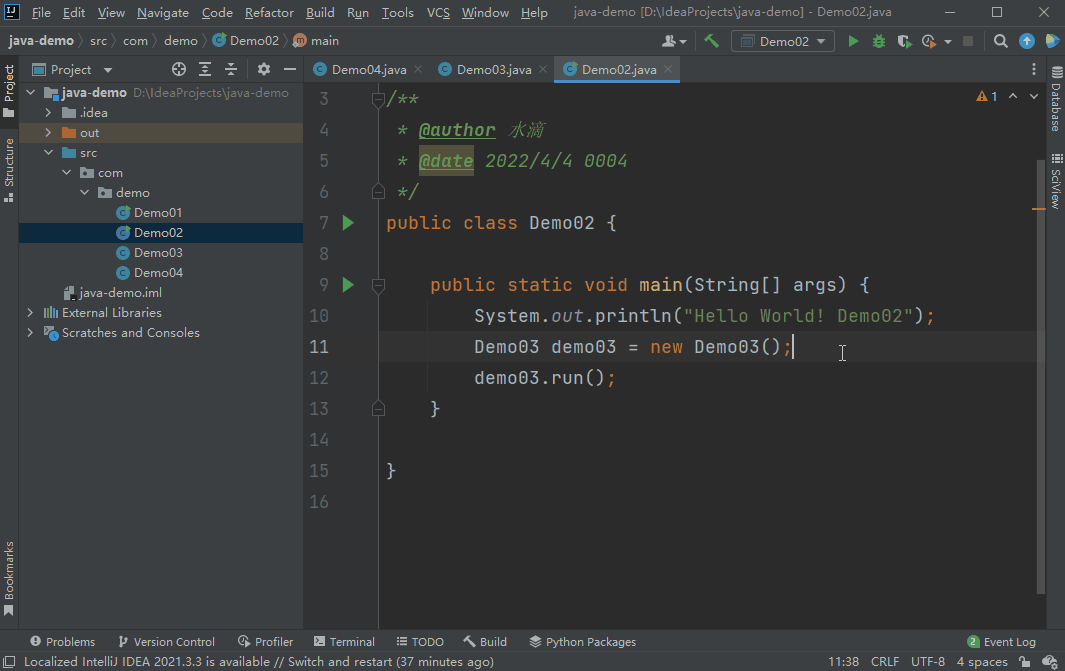 File Edit View Navigate Code Refactor Build Run Tools VCS Window Help java-demo [D:\IdeaProjects\java-demo] - Demo02.java
java-demo src com demo Demo02 main Demo02
Project Demo04.java Demo03.java Demo02.java
java-demo D:\IdeaProjects\java-demo
.idea
out
src
com
demo
Demo01
Demo02
Demo03
Demo04
java-demo.iml
External Libraries
Scratches and Consoles
Project
Structure
Bookmarks
1
3 /**
4 * @author 水滴
5 * @date 2022/4/4 0004
6 */
7 public class Demo02 {
8
9 public static void main(String[] args) {
10 System.out.println("Hello World! Demo02");
11 Demo03 demo03 = new Demo03();
12 demo03.run();
13 }
14
15 }
16
Database
SciView
Problems Version Control Profiler Terminal TODO Build Python Packages 2 Event Log
Localized IntelliJ IDEA 2021.3.3 is available // Switch and restart (37 minutes ago) 11:38 CRLF UTF-8 4 spaces